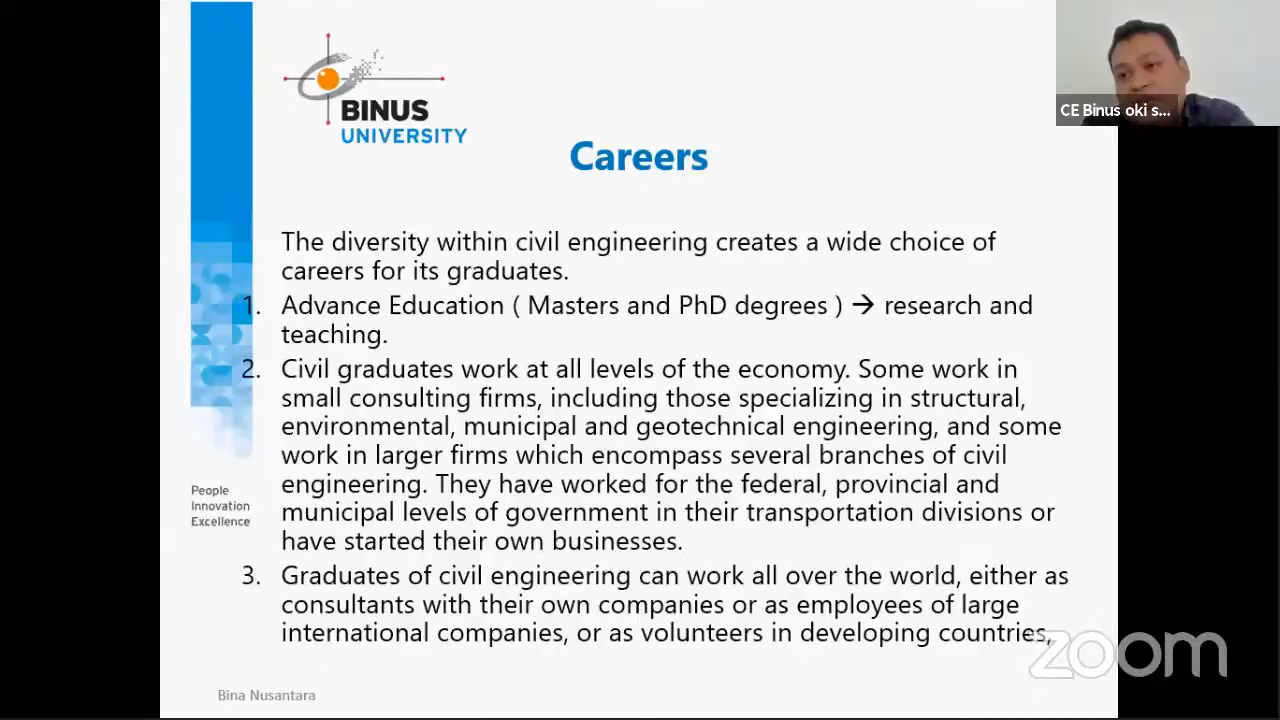 BINUS
UNIVERSITY
CE Binus oki s...
Careers
The diversity within civil engineering creates a wide choice of
careers for its graduates.
1. Advance Education ( Masters and PhD degrees ) → research and
teaching.
2. Civil graduates work at all levels of the economy. Some work in
small consulting firms, including those specializing in structural,
environmental, municipal and geotechnical engineering, and some
work in larger firms which encompass several branches of civil
engineering. They have worked for the federal, provincial and
municipal levels of government in their transportation divisions or
have started their own businesses.
3. Graduates of civil engineering can work all over the world, either as
consultants with their own companies or as employees of large
international companies, or as volunteers in developing countries,
People
Innovation
Excellence
zoom
Bina Nusantara